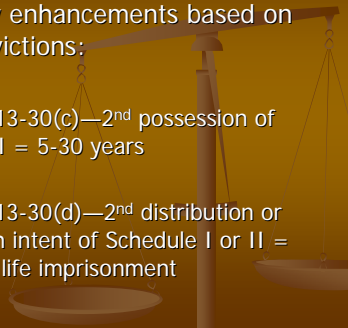 y enhancements based on
victions:
13-30(c)—2nd possession of
I = 5-30 years
13-30(d)—2nd distribution or
n intent of Schedule I or II =
life imprisonment